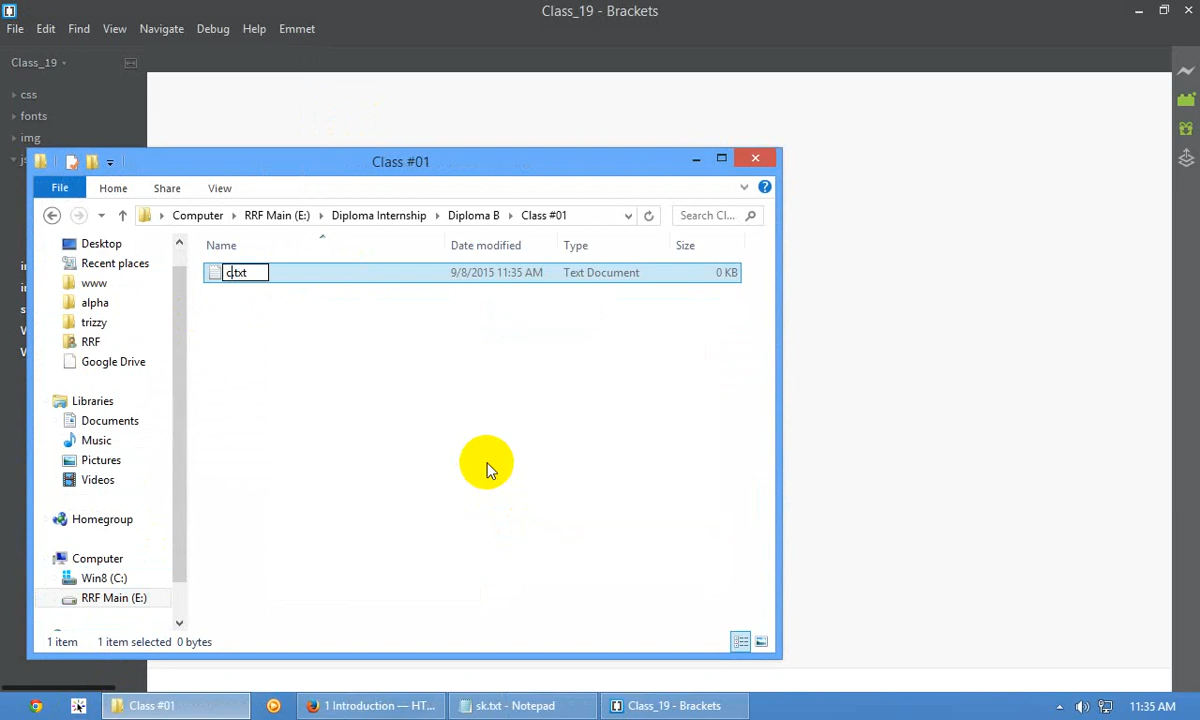 Class_19 - Brackets
File Edit Find View Navigate Debug Help Emmet
Class_19
css
fonts
img
Class #01
File Home Share View
Computer RRF Main (E:) Diploma Internship Diploma B Class #01
Search Cl...
Name Date modified Type Size
c.txt 9/8/2015 11:35 AM Text Document 0 KB
Desktop
Recent places
www
alpha
trizzy
RRF
Google Drive
Libraries
Documents
Music
Pictures
Videos
Homegroup
Computer
Win8 (C:)
RRF Main (E:)
1 item 1 item selected 0 bytes
Class #01
1 Introduction — HT...
sk.txt - Notepad
Class_19 - Brackets
11:35 AM